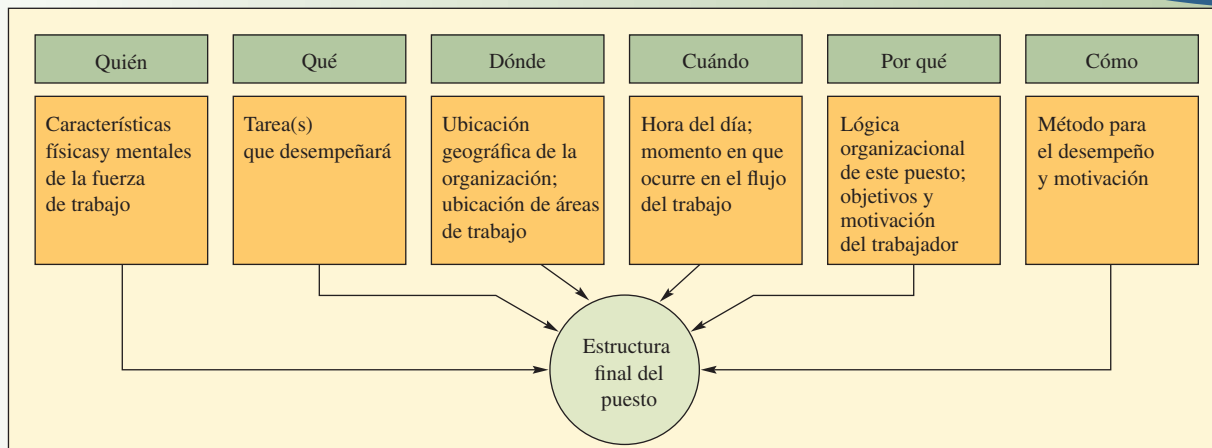 Quién
Qué
Dónde
Cuándo
Por qué
Cómo
Características
físicasy mentales
de la fuerza
de trabajo
Tarea(s)
que desempeñará
Ubicación
geográfica de la
organización;
ubicación de áreas
de trabajo
Hora del día;
momento en que
ocurre en el flujo
del trabajo
Lógica
organizacional
de este puesto;
objetivos y
motivación
del trabajador
Método para
el desempeño
y motivación
Estructura
final del
puesto